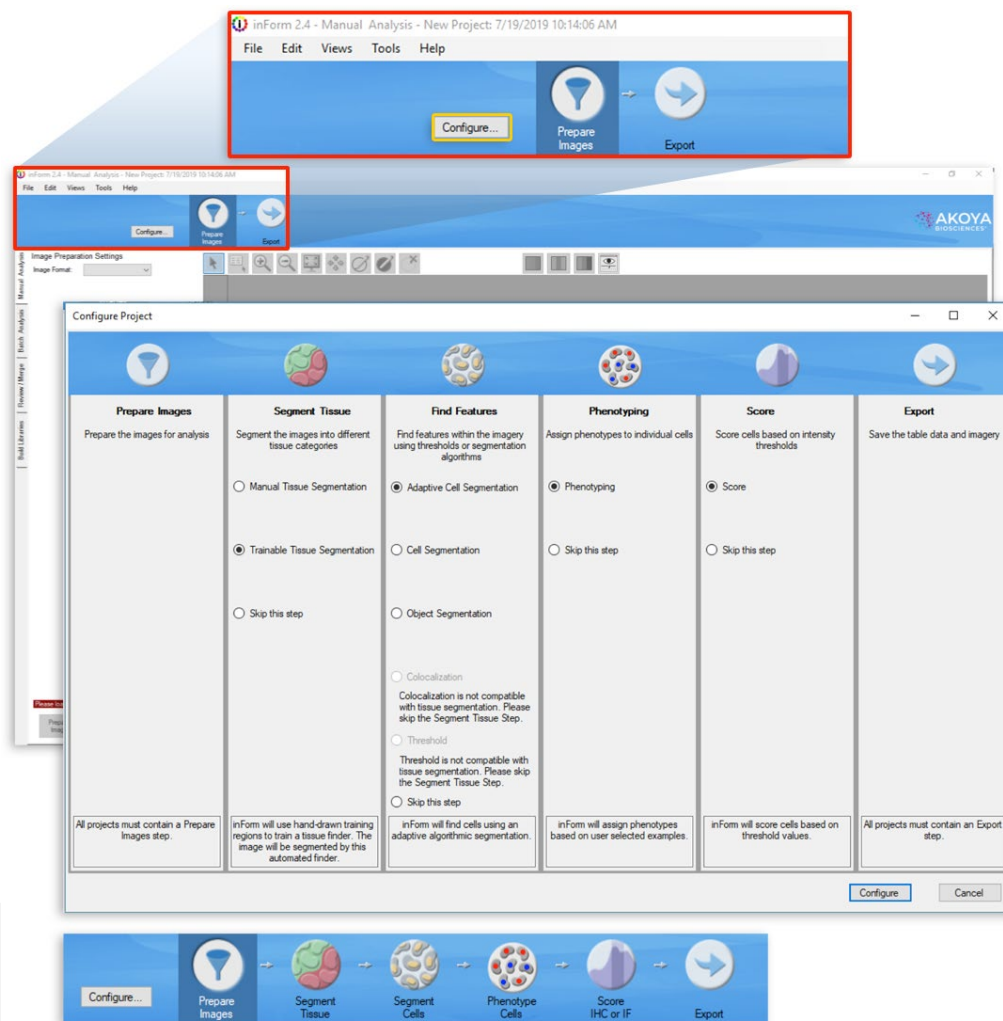 inForm 2.4 - Manual Analysis - New Project: 7/19/2019 10:14:06 AM
File Edit Views Tools Help
Configure...
Prepare
Images
Export
inForm 2.4 - Manual Analysis - New Project: 7/19/2019 10:14:06 AM
File Edit Views Tools Help
Configure...
Prepare
Images
Export
AKOYA
BIOSCIENCES
Manual Analysis
Batch Analysis
Review / Merge
Build Libraries
Image Preparation Settings
Image Format:
Configure Project
Prepare Images
Prepare the images for analysis
All projects must contain a Prepare
Images step.
Segment Tissue
Segment the images into different
tissue categories
Manual Tissue Segmentation
Trainable Tissue Segmentation
Skip this step
inForm will use hand-drawn training
regions to train a tissue finder. The
image will be segmented by this
automated finder.
Find Features
Find features within the imagery
using thresholds or segmentation
algorithms
Adaptive Cell Segmentation
Cell Segmentation
Object Segmentation
Colocalization
Colocalization is not compatible
with tissue segmentation. Please
skip the Segment Tissue Step.
Threshold
Threshold is not compatible with
tissue segmentation. Please skip
the Segment Tissue Step.
Skip this step
inForm will find cells using an
adaptive algorithmic segmentation.
Phenotyping
Assign phenotypes to individual cells
Phenotyping
Skip this step
inForm will assign phenotypes
based on user selected examples.
Score
Score cells based on intensity
thresholds
Score
Skip this step
inForm will score cells based on
threshold values.
Export
Save the table data and imagery
All projects must contain an Export
step.
Please
Configure
Cancel
Configure...
Prepare
Images
Segment
Tissue
Segment
Cells
Phenotype
Cells
Score
IHC or IF
Export